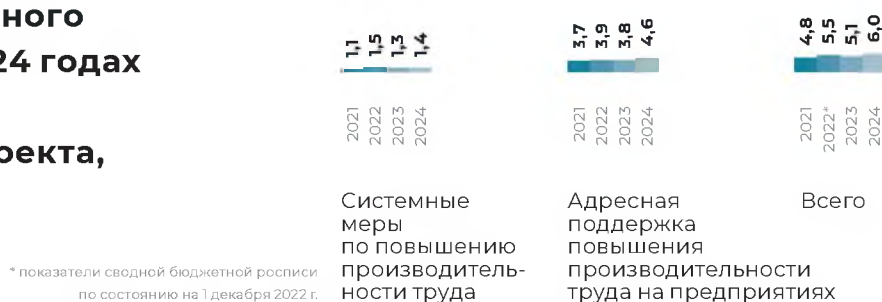 ного
24 годах
оекта,
* показатели сводной бюджетной росписи
по состоянию на 1 декабря 2022 г.
1,1 1,5 1,3 1,4
2021 2022 2023 2024
Системные
меры
по повышению
производитель-
ности труда
3,7 3,9 3,8 4,6
2021 2022 2023 2024
Адресная
поддержка
повышения
производительности
труда на предприятиях
4,8 5,5 5,1 6,0
2021 2022* 2023 2024
Всего